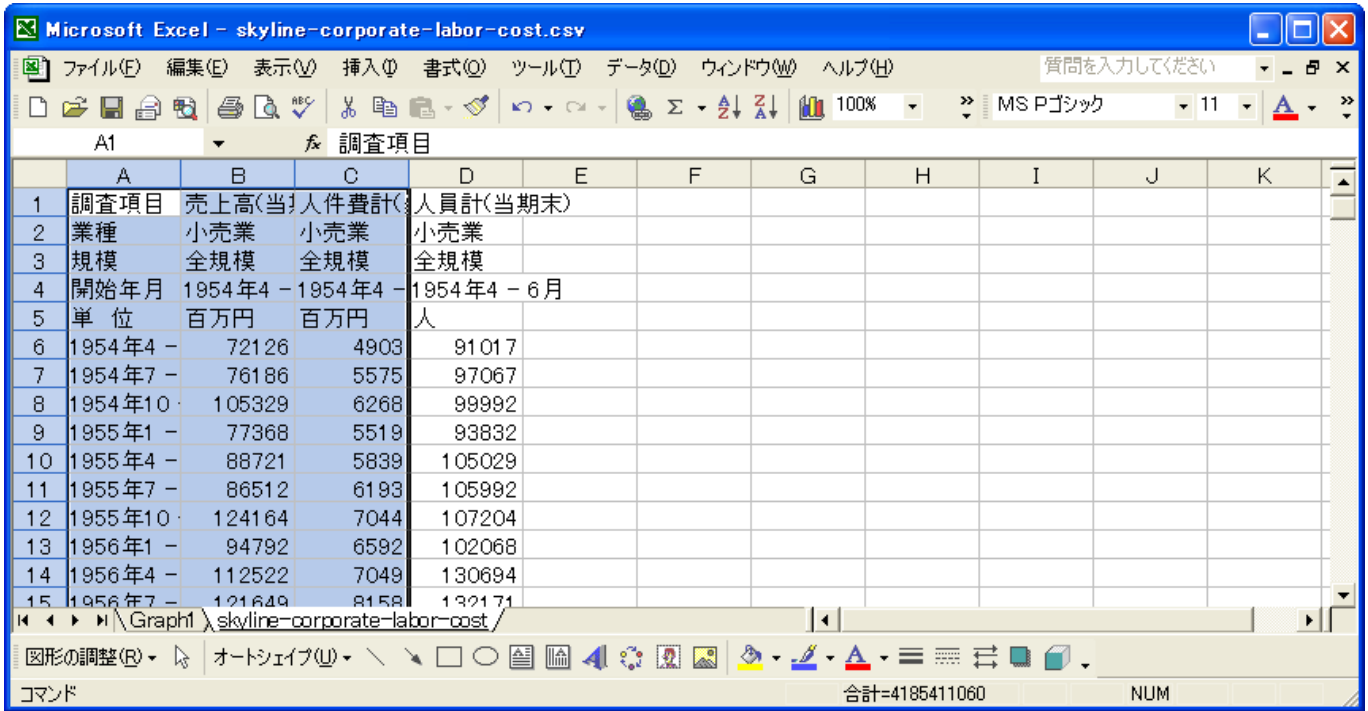 Microsoft Excel - skyline-corporate-labor-cost.csv
ファイル(F) 編集(E) 表示(V) 挿入(I) 書式(O) ツール(T) データ(D) ウィンドウ(W) ヘルプ(H) 質問を入力してください
ABC Σ A Z Z A 100% MS Pゴシック 11 A
A1 fx 調査項目
A B C D E F G H I J K
1 調査項目 売上高(当 人件費計( 人員計(当期末)
2 業種 小売業 小売業 小売業
3 規模 全規模 全規模 全規模
4 開始年月 1954年4 - 1954年4 - 1954年4 - 6月
5 単 位 百万円 百万円 人
6 1954年4 - 72126 4903 91017
7 1954年7 - 76186 5575 97067
8 1954年10 105329 6268 99992
9 1955年1 - 77368 5519 93832
10 1955年4 - 88721 5839 105029
11 1955年7 - 86512 6193 105992
12 1955年10 124164 7044 107204
13 1956年1 - 94792 6592 102068
14 1956年4 - 112522 7049 130694
15 1956年7 - 121649 8158 132171
Graph1 skyline-corporate-labor-cost
図形の調整(R) オートシェイプ(U) A A
コマンド 合計=4185411060 NUM